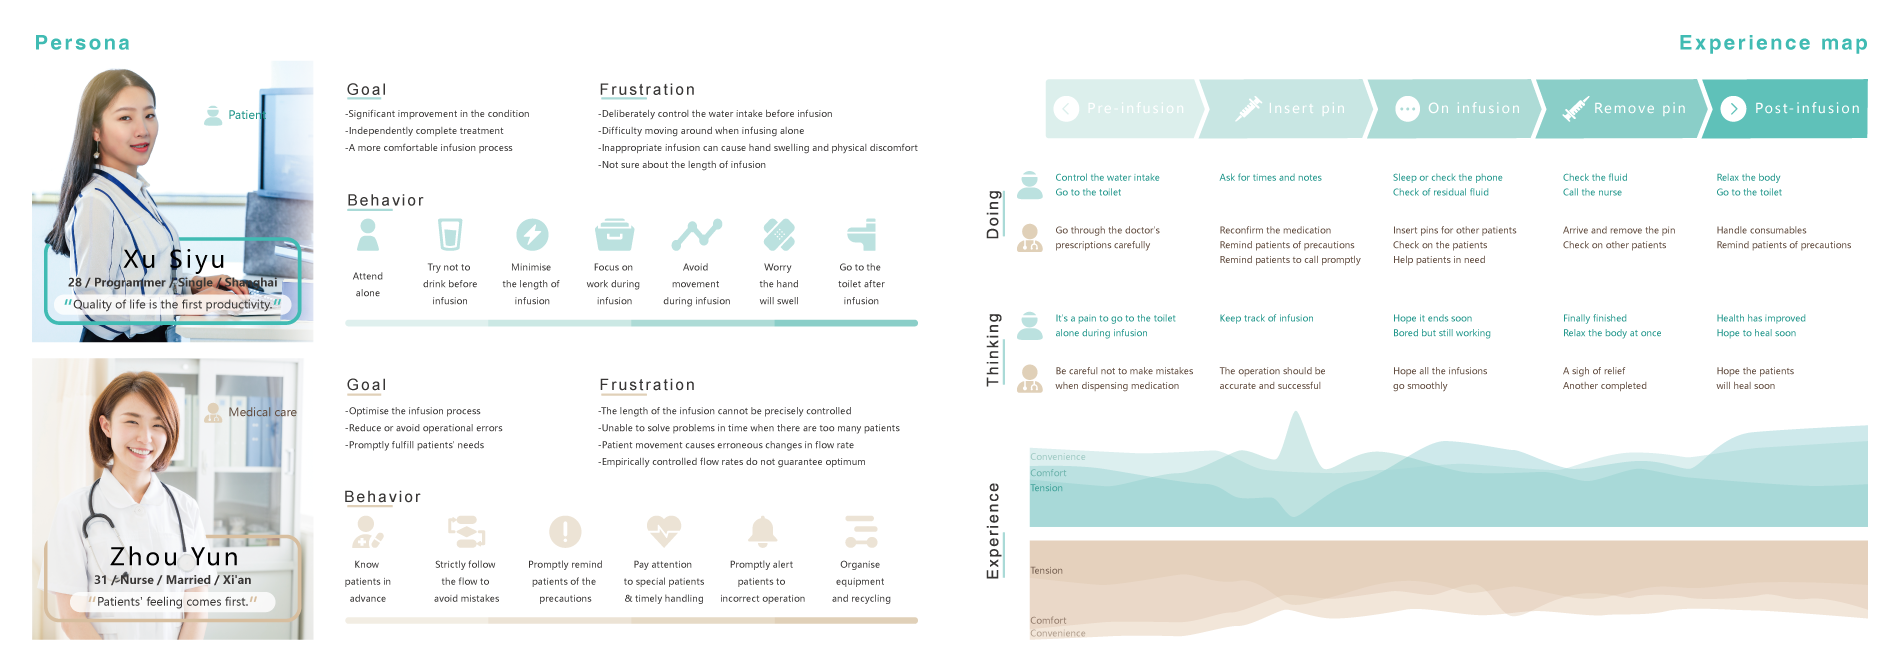 Persona
Patient
Xu Siyu
28 / Programmer / Single / Shanghai
"Quality of life is the first productivity."
Goal
-Significant improvement in the condition
-Independently complete treatment
-A more comfortable infusion process
Frustration
-Deliberately control the water intake before infusion
-Difficulty moving around when infusing alone
-Inappropriate infusion can cause hand swelling and physical discomfort
-Not sure about the length of infusion
Behavior
Attend
alone
Try not to
drink before
infusion
Minimise
the length of
infusion
Focus on
work during
infusion
Avoid
movement
during infusion
Worry
the hand
will swell
Go to the
toilet after
infusion
Medical care
Zhou Yun
31 / Nurse / Married / Xi'an
"Patients' feeling comes first."
Goal
-Optimise the infusion process
-Reduce or avoid operational errors
-Promptly fulfill patients' needs
Frustration
-The length of the infusion cannot be precisely controlled
-Unable to solve problems in time when there are too many patients
-Patient movement causes erroneous changes in flow rate
-Empirically controlled flow rates do not guarantee optimum
Behavior
Know
patients in
advance
Strictly follow
the flow to
avoid mistakes
Promptly remind
patients of the
precautions
Pay attention
to special patients
& timely handling
Promptly alert
patients to
incorrect operation
Organise
equipment
and recycling
Experience map
Pre-infusion
Insert pin
On infusion
Remove pin
Post-infusion
Doing
Control the water intake
Go to the toilet
Ask for times and notes
Sleep or check the phone
Check of residual fluid
Check the fluid
Call the nurse
Relax the body
Go to the toilet
Go through the doctor's
prescriptions carefully
Reconfirm the medication
Remind patients of precautions
Remind patients to call promptly
Insert pins for other patients
Check on the patients
Help patients in need
Arrive and remove the pin
Check on other patients
Handle consumables
Remind patients of precautions
Thinking
It's a pain to go to the toilet
alone during infusion
Keep track of infusion
Hope it ends soon
Bored but still working
Finally finished
Relax the body at once
Health has improved
Hope to heal soon
Be careful not to make mistakes
when dispensing medication
The operation should be
accurate and successful
Hope all the infusions
go smoothly
A sigh of relief
Another completed
Hope the patients
will heal soon
Experience
Convenience
Comfort
Tension
Tension
Comfort
Convenience